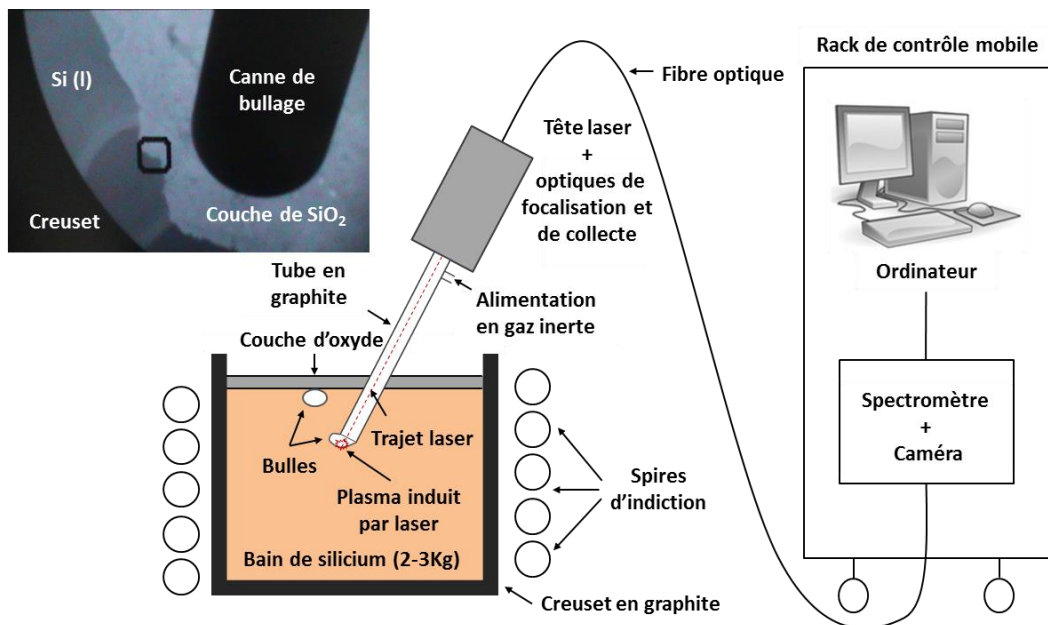 Si (l)
Canne de
bullage
Creuset
Couche de SiO₂
Fibre optique
Rack de contrôle mobile
Tête laser
+
optiques de
focalisation et
de collecte
Ordinateur
Tube en
graphite
Alimentation
en gaz inerte
Couche d'oxyde
Trajet laser
Bulles
Plasma induit
par laser
Bain de silicium (2-3Kg)
Spires
d'indiction
Spectromètre
+
Caméra
Creuset en graphite